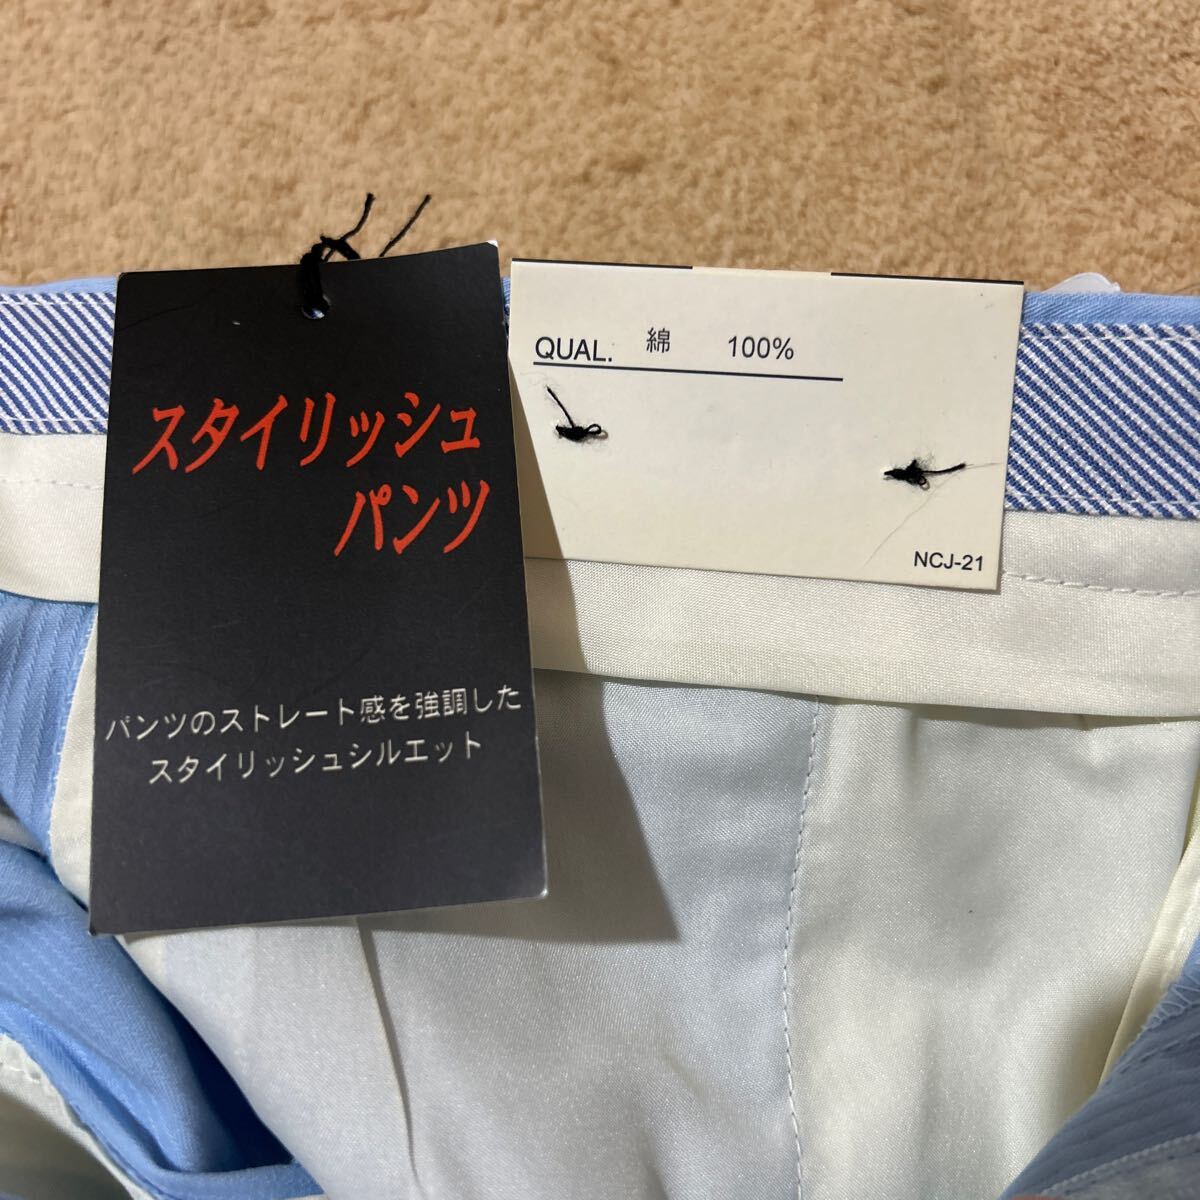 スタイリッシュ
パンツ
パンツのストレート感を強調した
スタイリッシュシルエット
QUAL. 綿 100%
NCJ-21